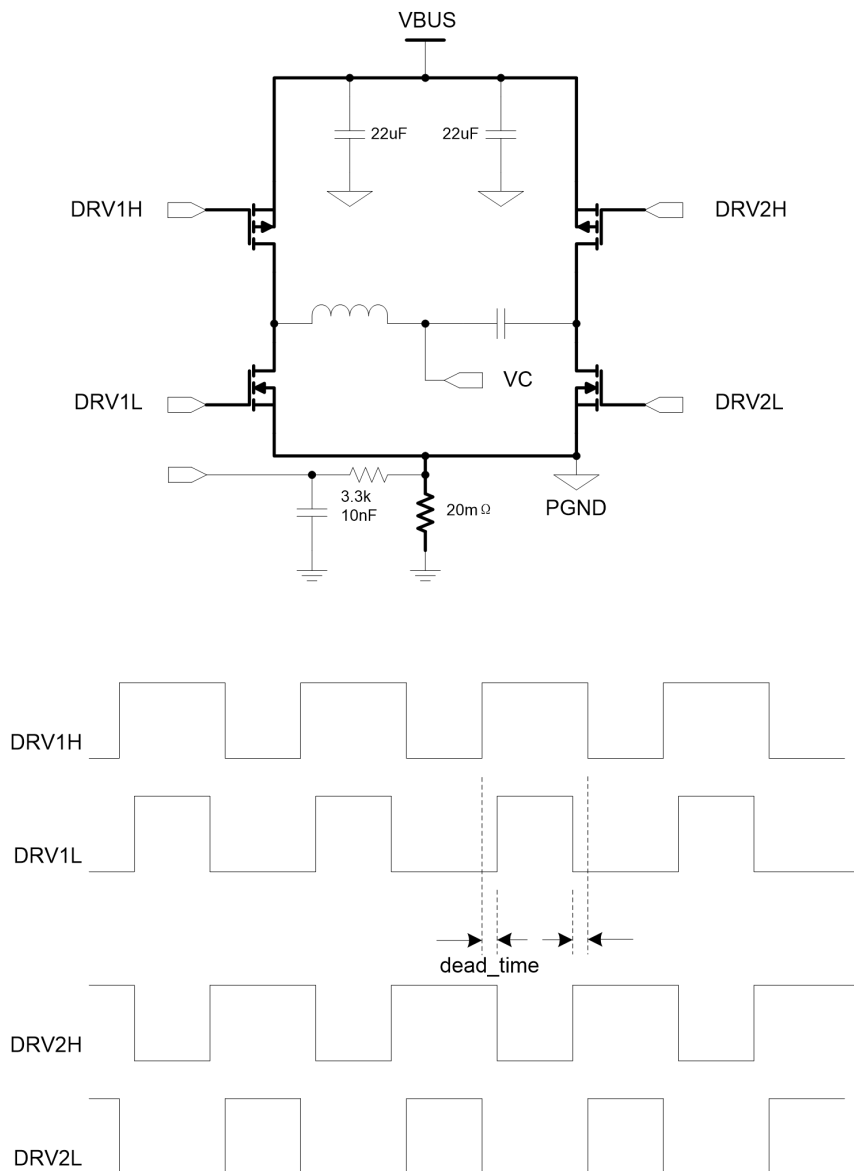 VBUS
22uF
22uF
DRV1H
DRV2H
VC
DRV1L
DRV2L
3.3k
10nF
20mΩ
PGND
DRV1H
DRV1L
dead_time
DRV2H
DRV2L